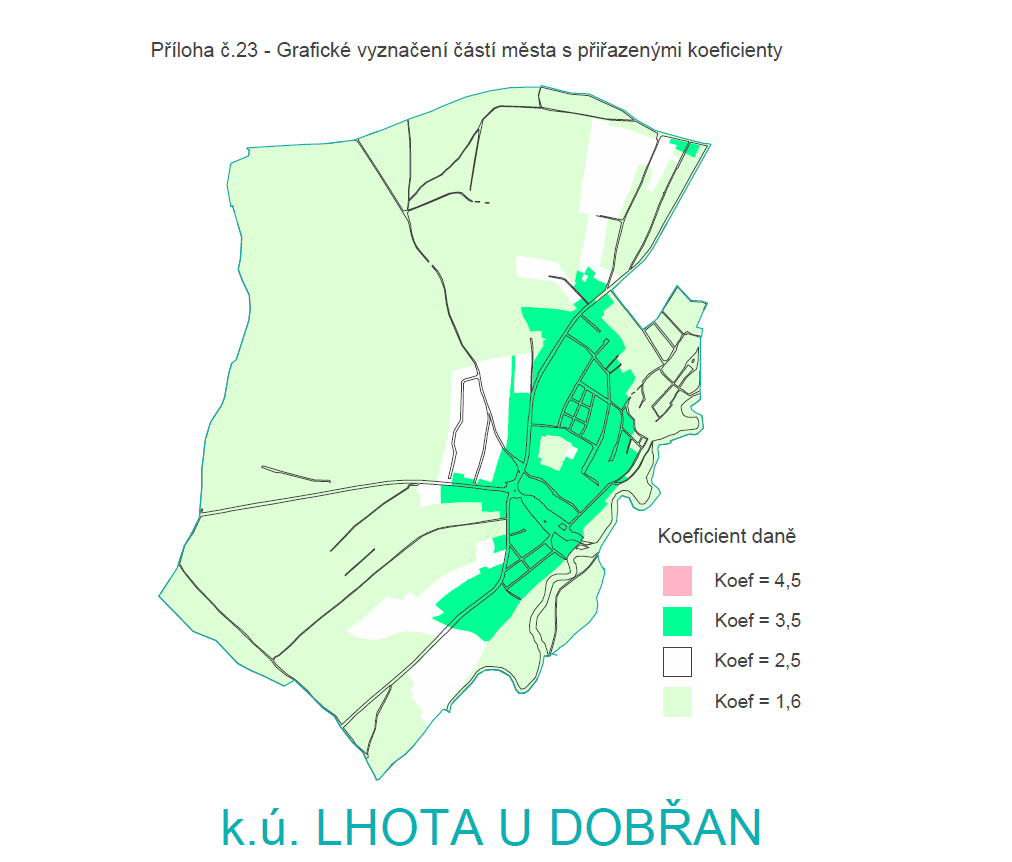 Příloha č.23 - Grafické vyznačení částí města s přiřazenými koeficienty
Koeficient daně
Koef = 4,5
Koef = 3,5
Koef = 2,5
Koef = 1,6
k.ú. LHOTA U DOBŘAN